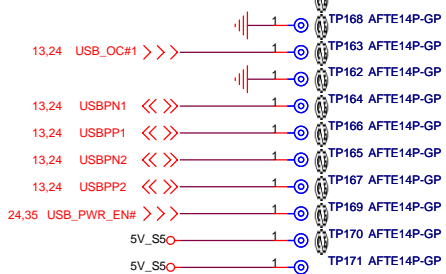 1 TP168 AFTE14P-GP
13,24 USB_OC#1 1 TP163 AFTE14P-GP
1 TP162 AFTE14P-GP
13,24 USBPN1 1 TP164 AFTE14P-GP
13,24 USBPP1 1 TP166 AFTE14P-GP
13,24 USBPN2 1 TP165 AFTE14P-GP
13,24 USBPP2 1 TP167 AFTE14P-GP
24,35 USB_PWR_EN# 1 TP169 AFTE14P-GP
5V_S5 1 TP170 AFTE14P-GP
5V_S5 1 TP171 AFTE14P-GP